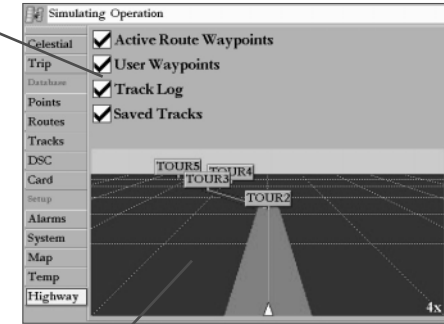 Simulating Operation
Celestial
Trip
Database
Points
Routes
Tracks
DSC
Card
Setup
Alarms
System
Map
Temp
Highway
Active Route Waypoints
User Waypoints
Track Log
Saved Tracks
TOUR5
TOUR4
TOUR3
TOUR2
4x